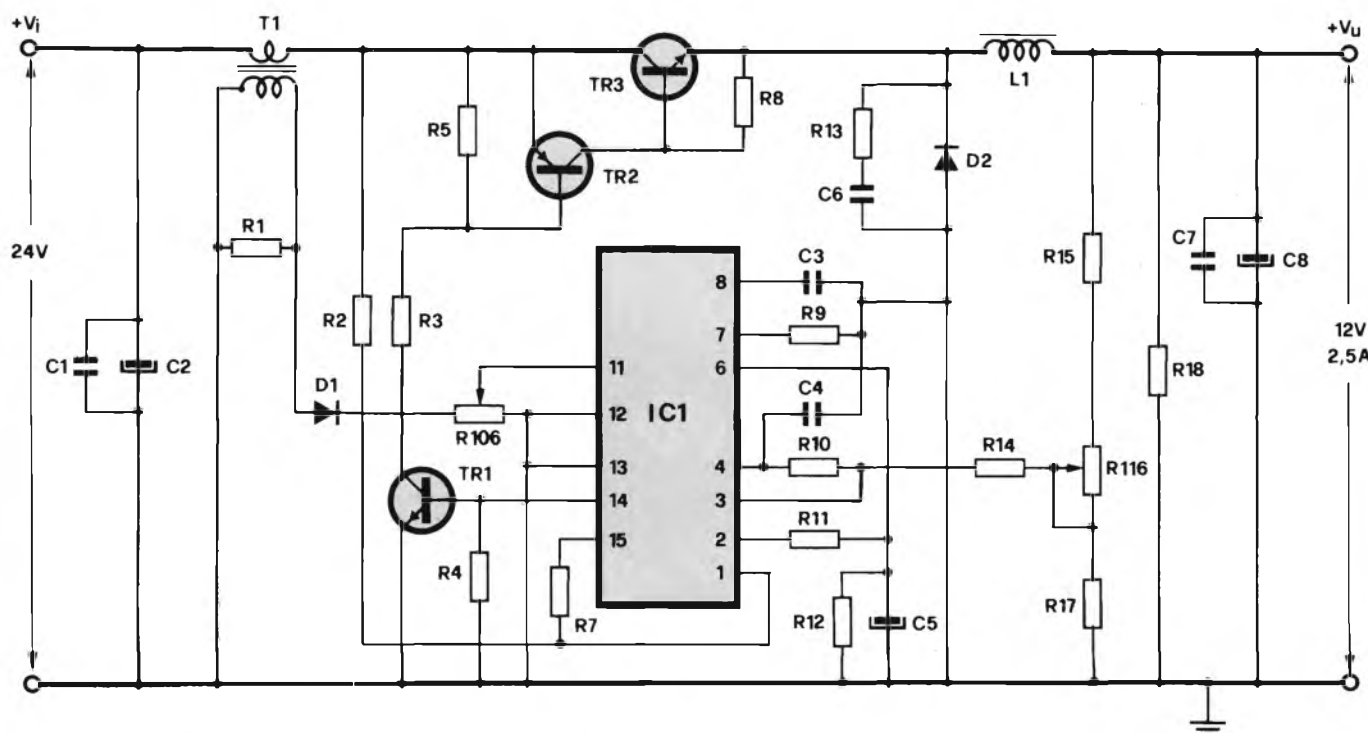 +Vi
T1
+Vu
TR3
R8
L1
R5
R13
D2
TR2
C6
R1
24V
C3
C7
C8
8
R15
R2
R3
R9
7
12V
2,5A
C1
C2
11
6
R18
D1
C4
12
IC1
R106
R10
R14
TR1
13
4
R116
14
3
R11
15
2
R4
1
R7
R12
C5
R17